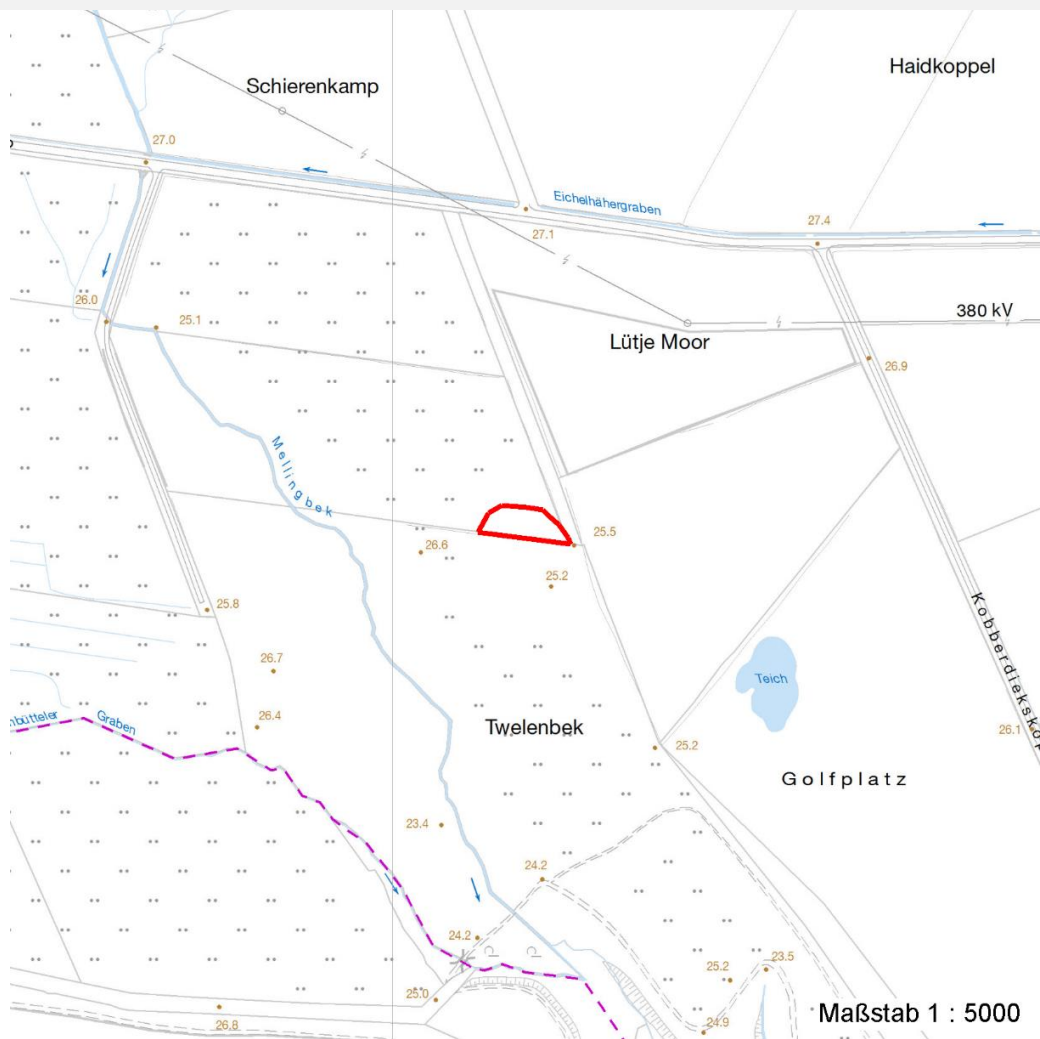 Haidkoppel
Schierenkamp
27.0
Eichelhähergraben
27.1
27.4
26.0
25.1
380 kV
Lütje Moor
26.9
Mellingbek
25.5
26.6
25.2
25.8
Kobberdiekskop
26.7
Teich
nbütteler Graben
26.4
Twelenbek
25.2
26.1
Golfplatz
23.4
24.2
24.2
25.2
23.5
25.0
26.8
24.9
Maßstab 1 : 5000